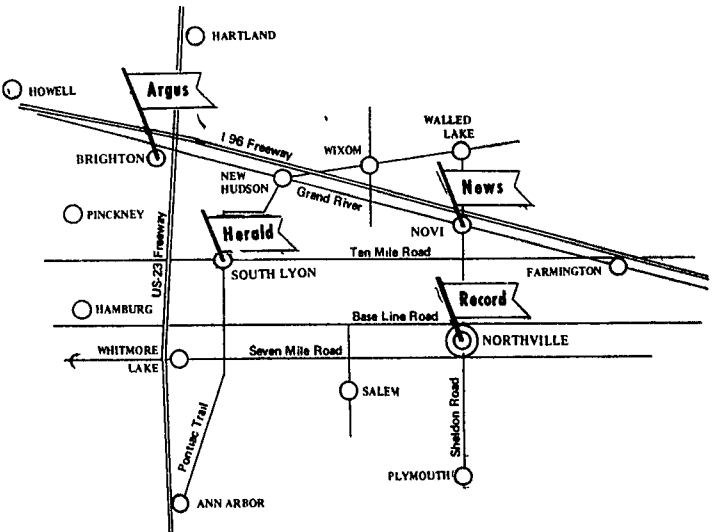 HARTLAND
HOWELL
Argus
BRIGHTON
I 96 Freeway
WALLED
LAKE
WIXOM
NEW
HUDSON
Grand River
News
NOVI
PINCKNEY
US-23 Freeway
Herald
SOUTH LYON
Ten Mile Road
FARMINGTON
HAMBURG
Record
Base Line Road
NORTHVILLE
WHITMORE
LAKE
Seven Mile Road
SALEM
Pontiac Trail
Sheldon Road
PLYMOUTH
ANN ARBOR